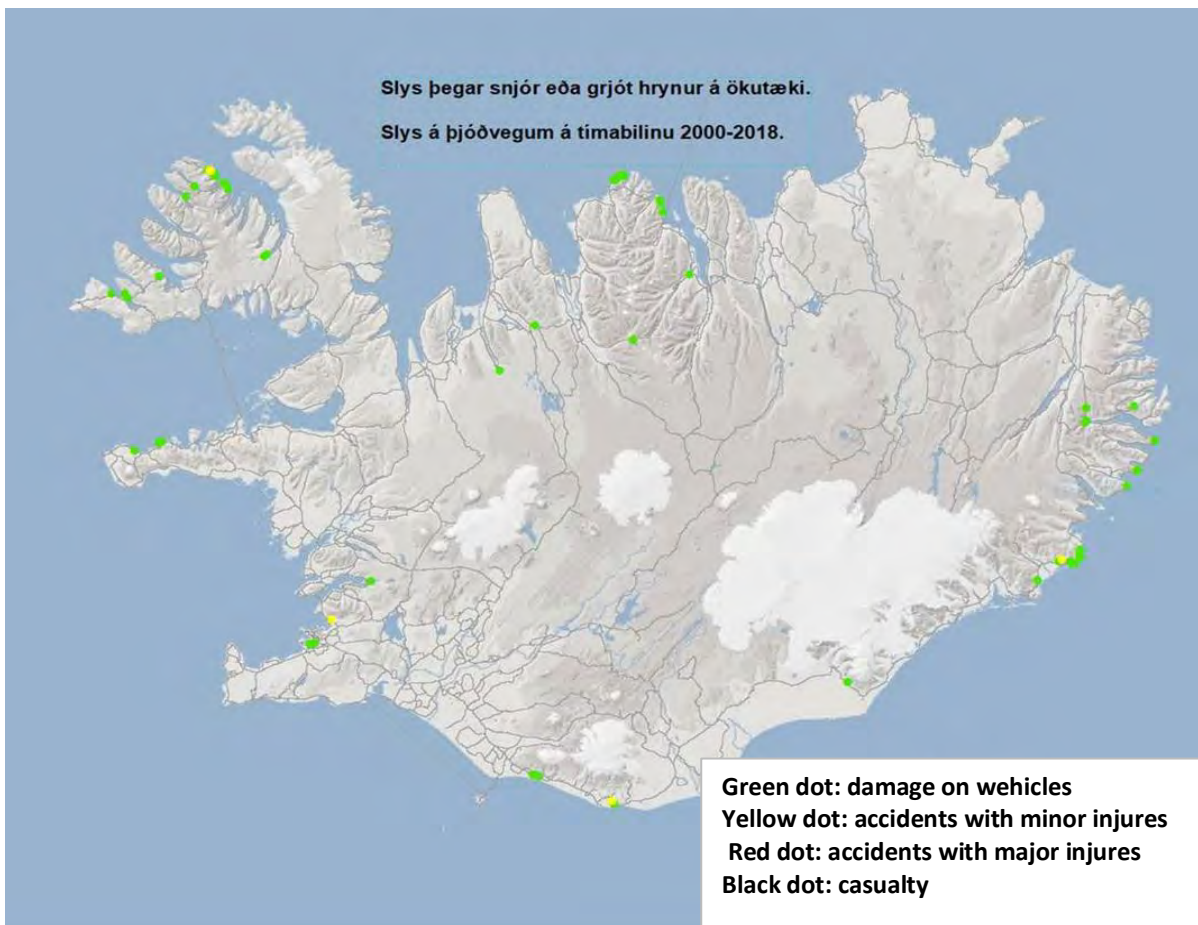 Slys þegar snjór eða grjót hrynur á ökutæki.
Slys á þjóðvegum á tímabilinu 2000-2018.
Green dot: damage on wehicles
Yellow dot: accidents with minor injures
Red dot: accidents with major injures
Black dot: casualty